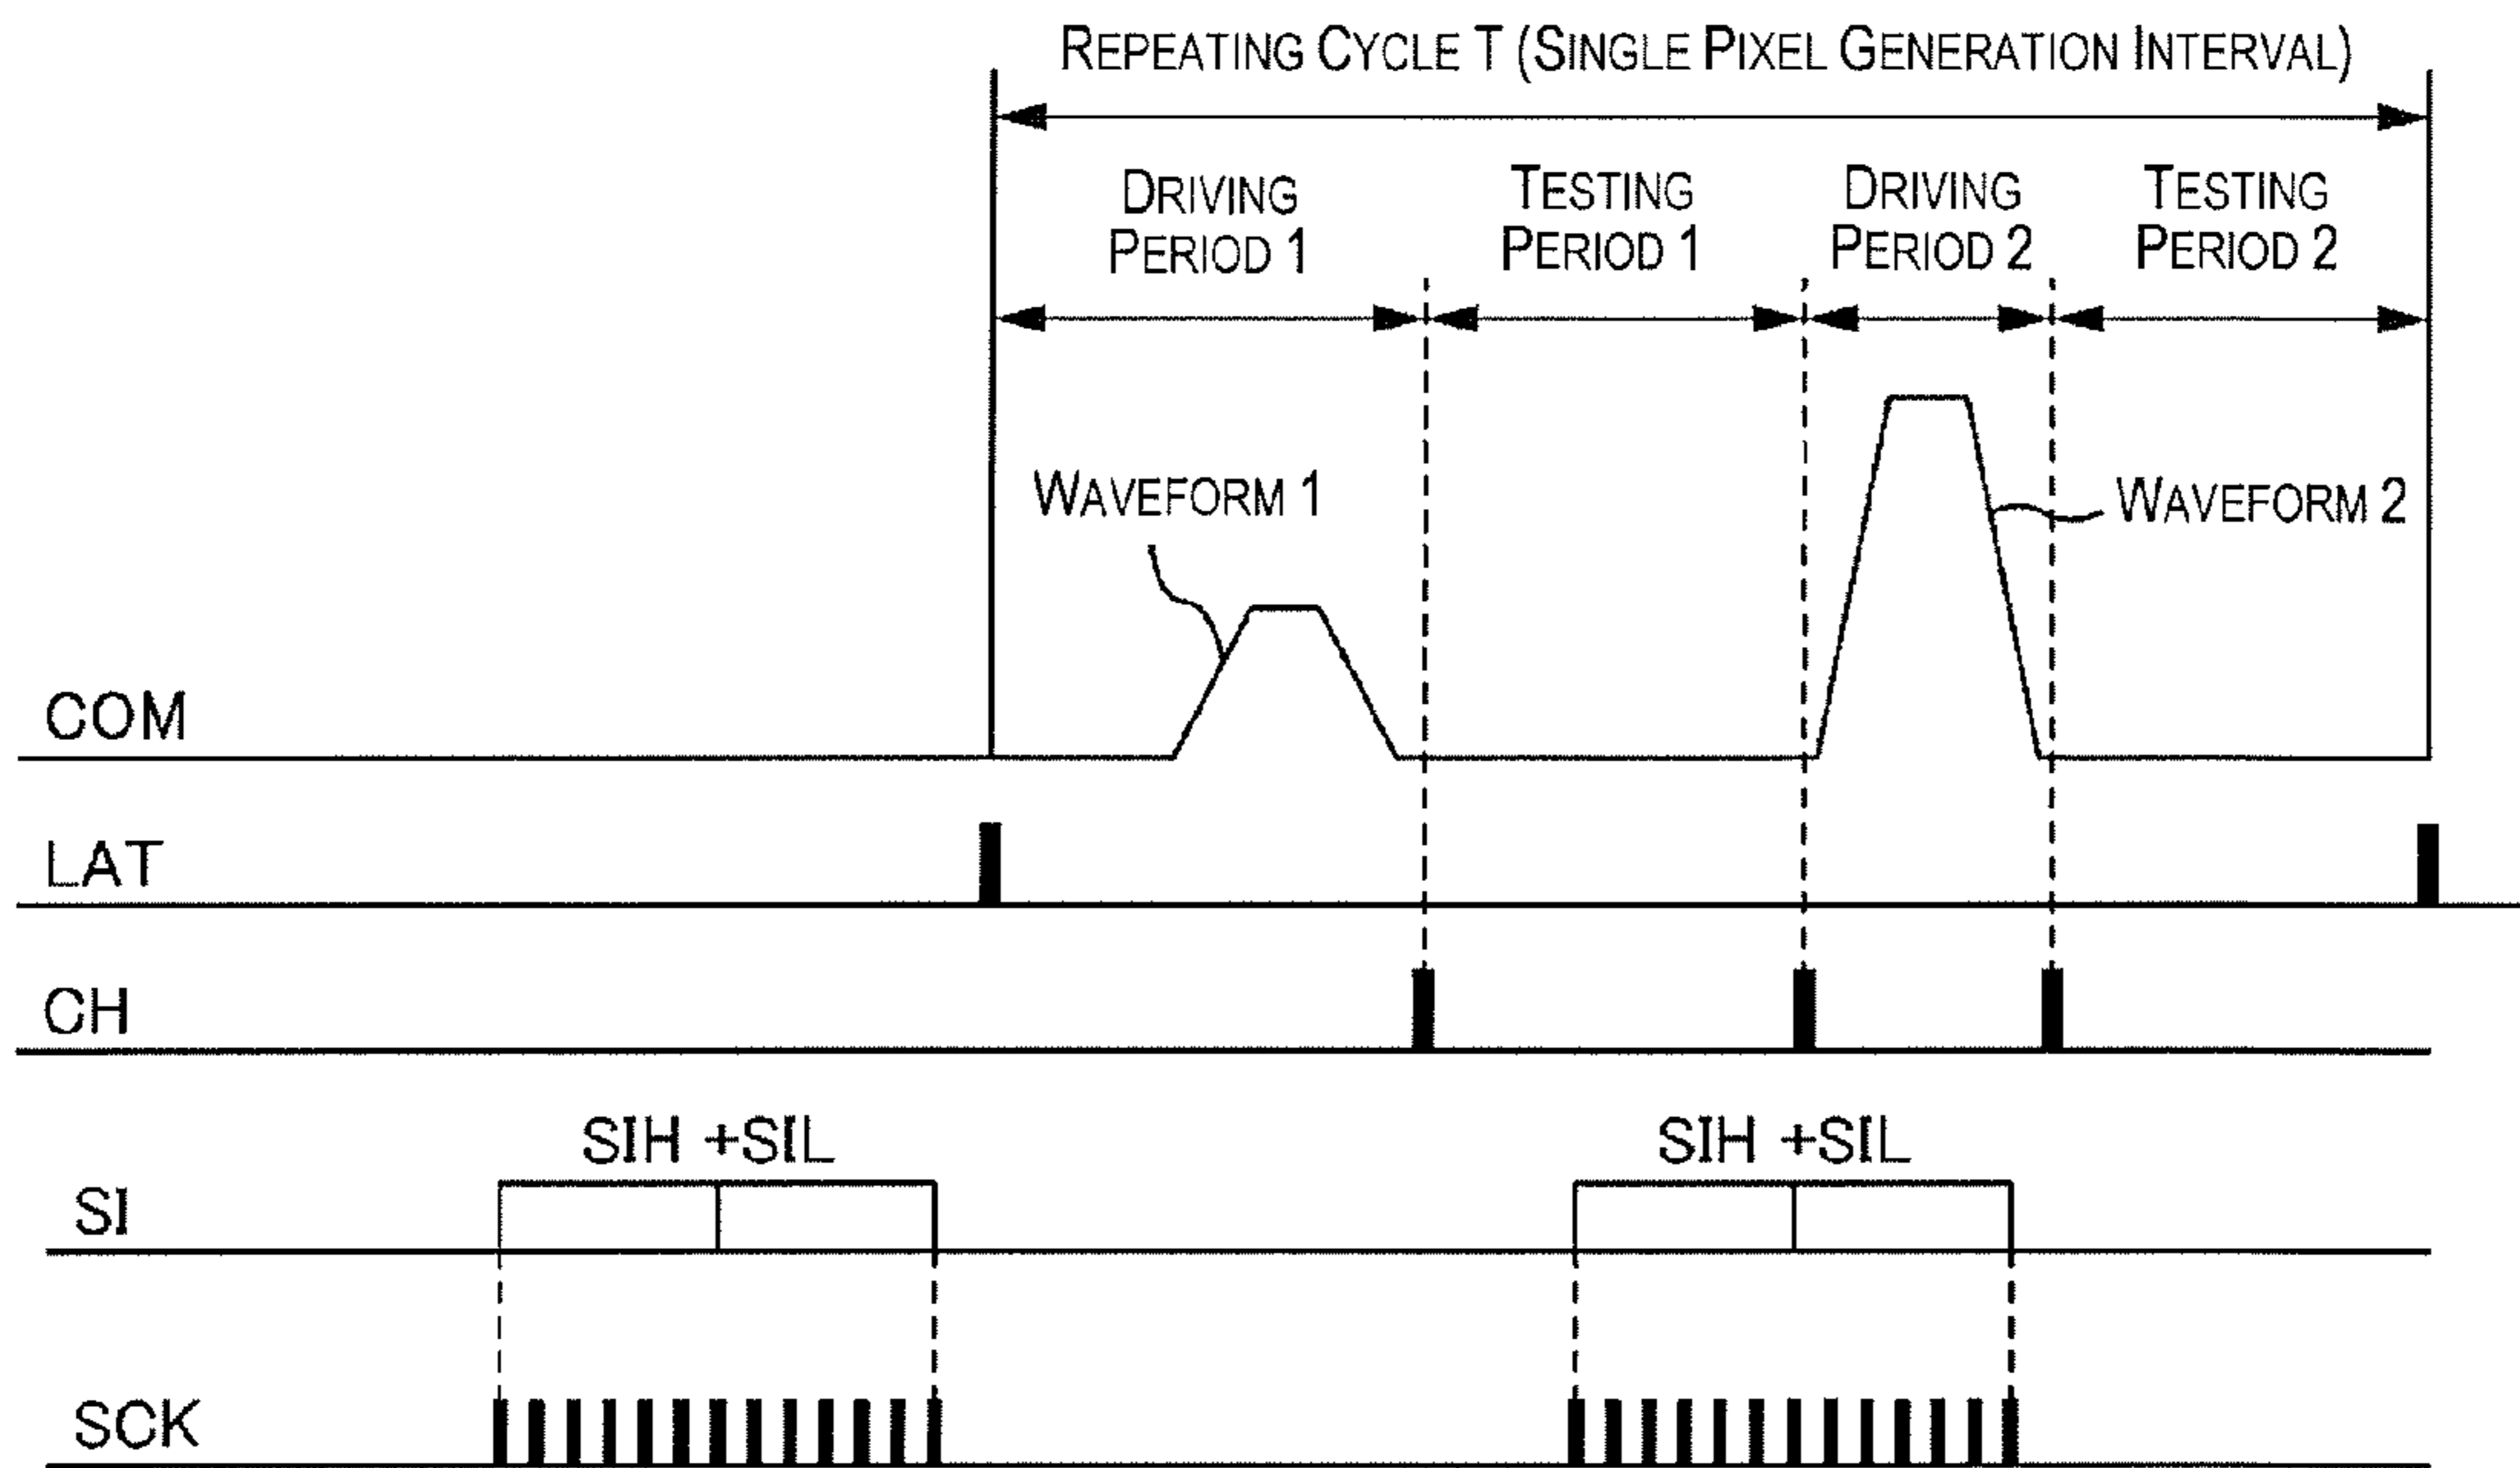 REPEATING CYCLE T (SINGLE PIXEL GENERATION INTERVAL)
DRIVING
PERIOD 1
TESTING
PERIOD 1
DRIVING
PERIOD 2
TESTING
PERIOD 2
WAVEFORM 1
WAVEFORM 2
COM
LAT
CH
SIH +SIL
SIH +SIL
SI
SCK